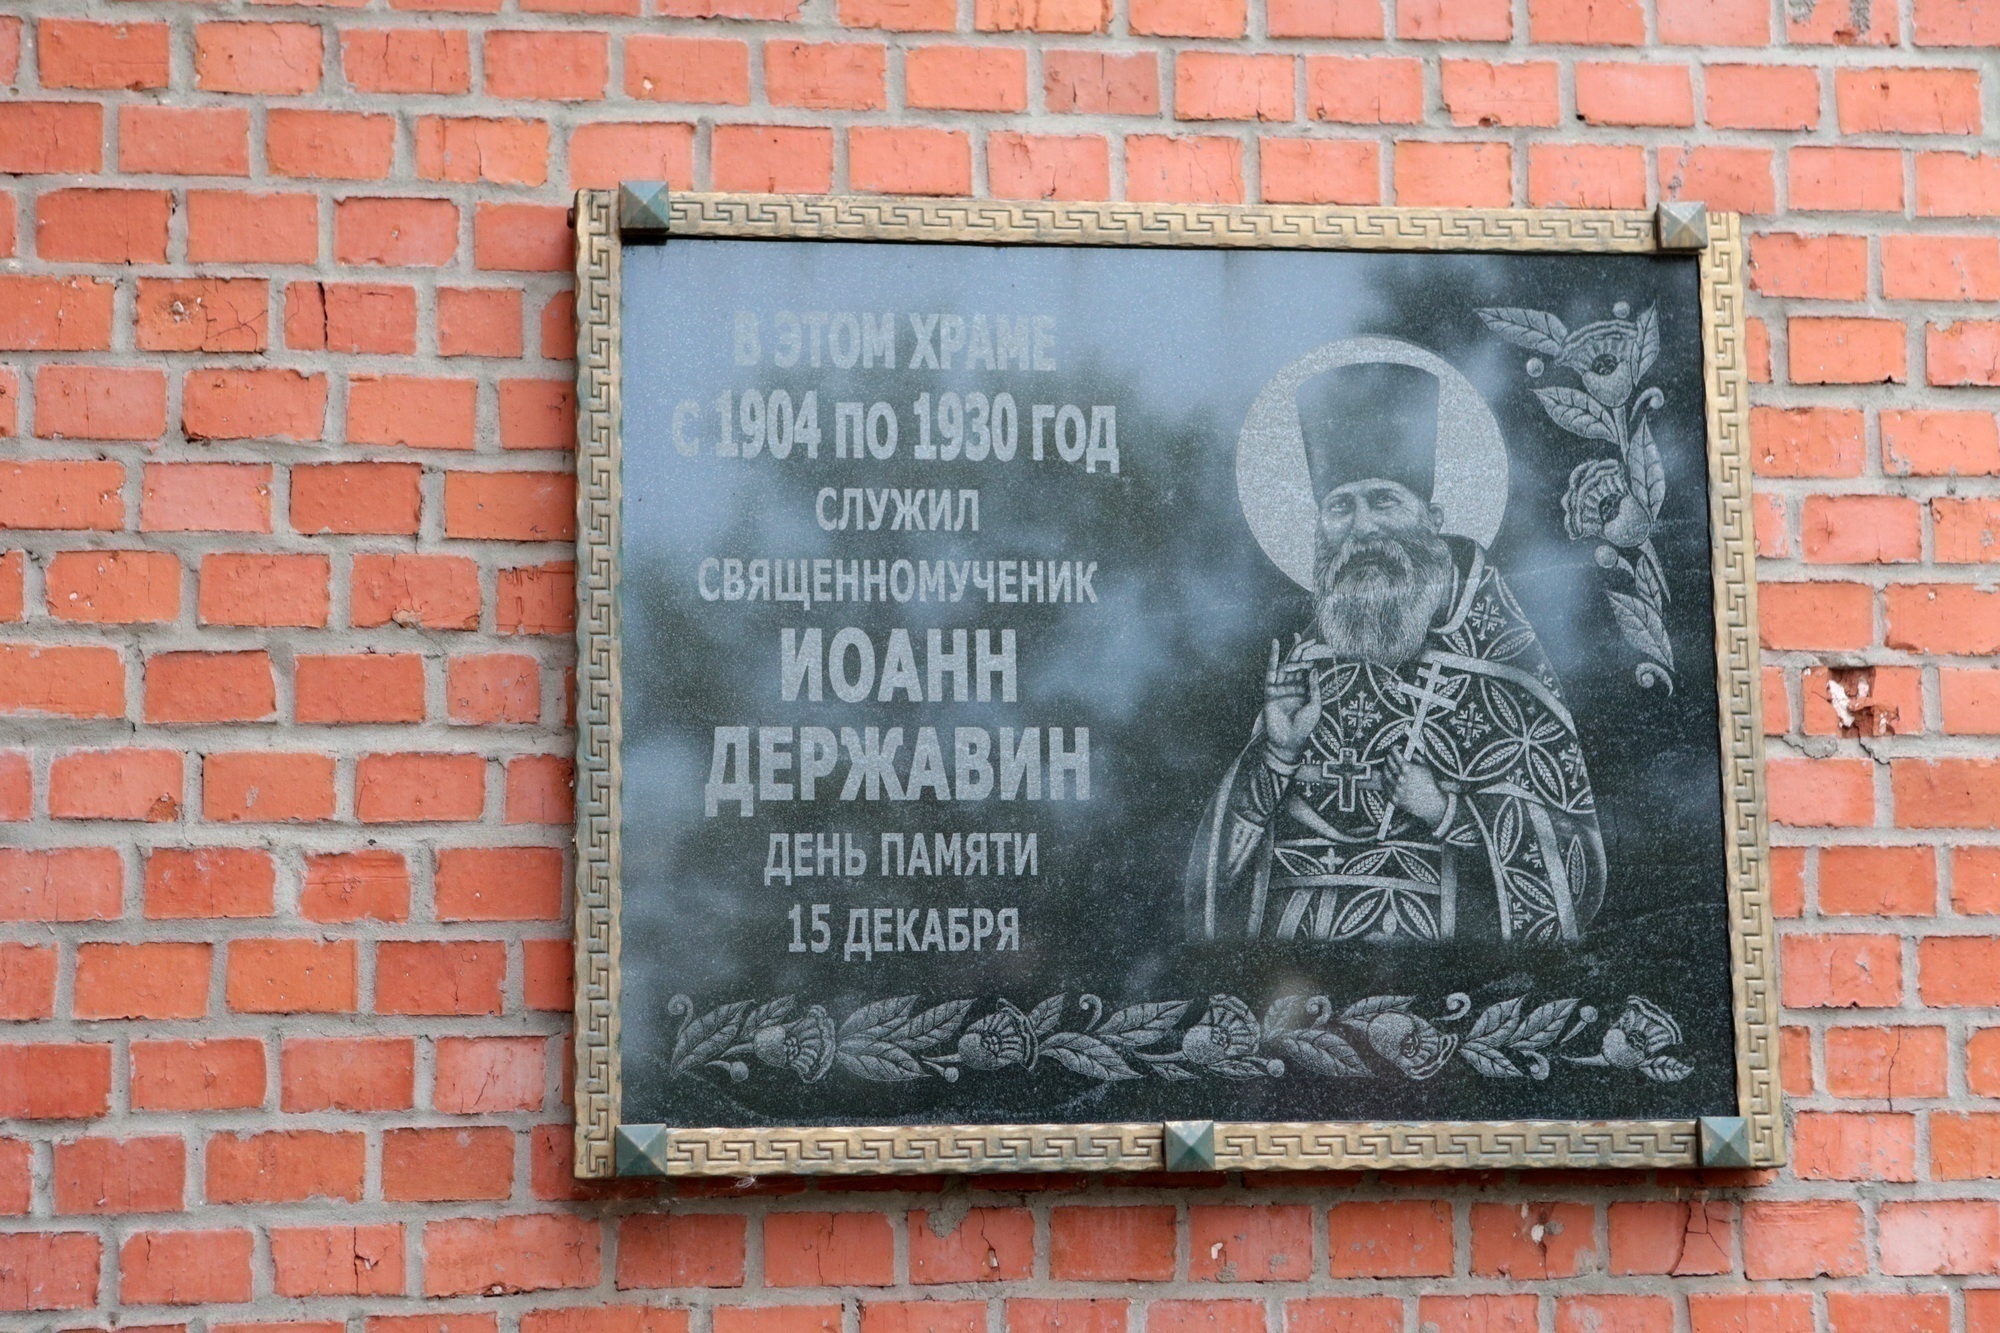 В ЭТОМ ХРАМЕ
С 1904 ПО 1930 ГОД
СЛУЖИЛ
СВЯЩЕННОМУЧЕНИК
ИОАНН
ДЕРЖАВИН
ДЕНЬ ПАМЯТИ
15 ДЕКАБРЯ